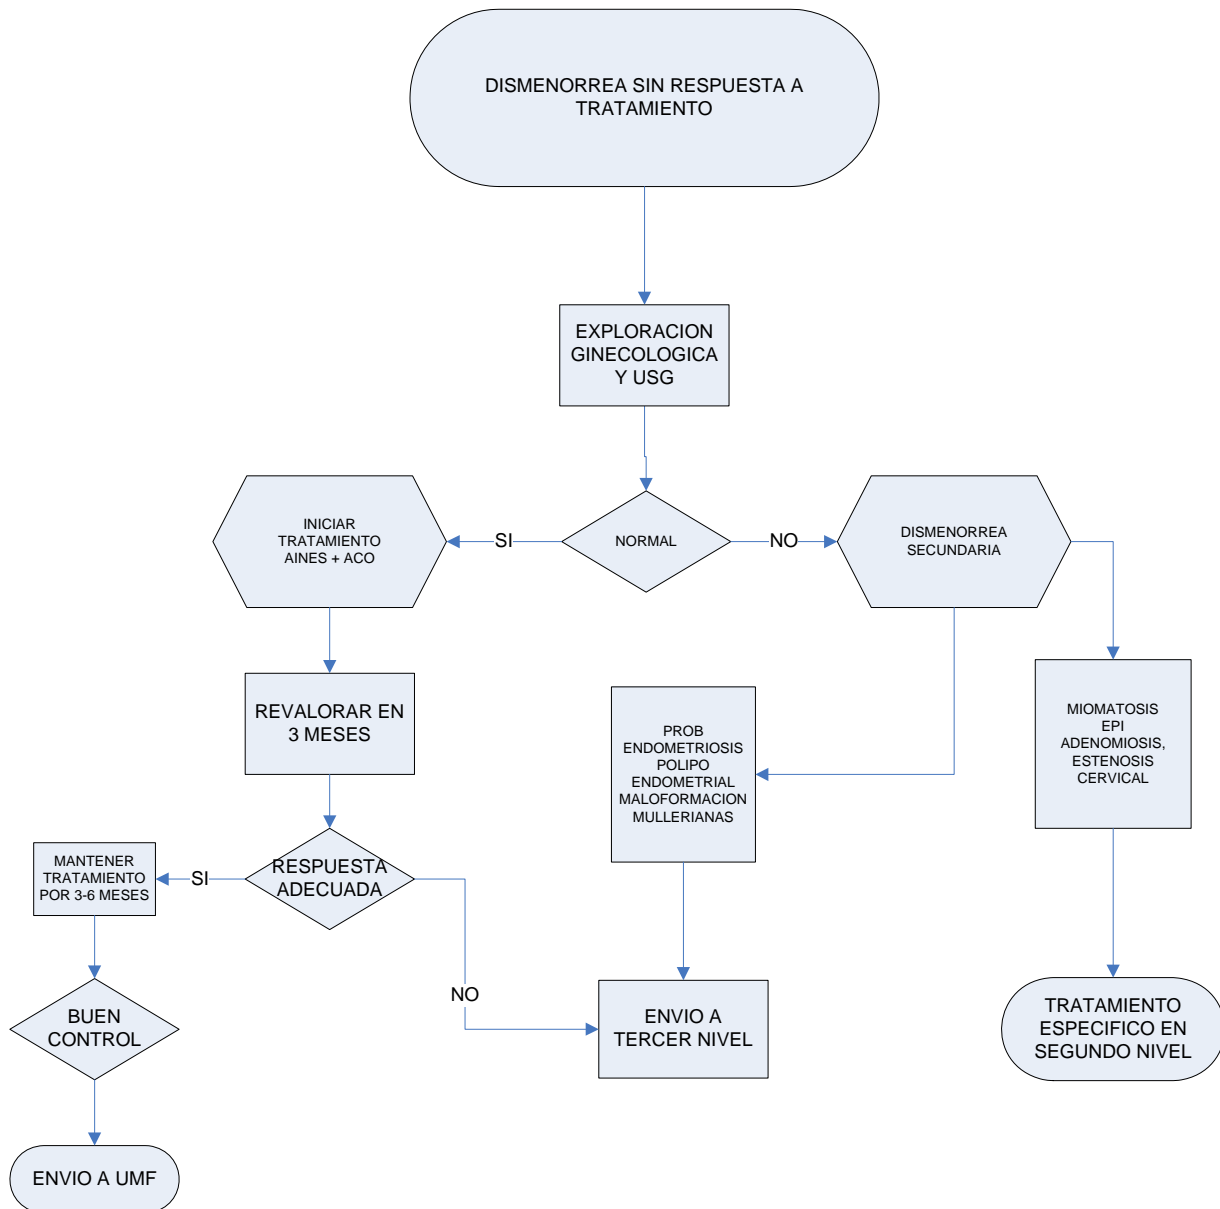 DISMENORREA SIN RESPUESTA A
TRATAMIENTO
EXPLORACION
GINECOLOGICA
Y USG
INICIAR
TRATAMIENTO
AINES + ACO
SI
NORMAL
NO
DISMENORREA
SECUNDARIA
REVALORAR EN
3 MESES
PROB
ENDOMETRIOSIS
POLIPO
ENDOMETRIAL
MALOFORMACION
MULLERIANAS
MIOMATOSIS
EPI
ADENOMIOSIS,
ESTENOSIS
CERVICAL
MANTENER
TRATAMIENTO
POR 3-6 MESES
SI
RESPUESTA
ADECUADA
NO
BUEN
CONTROL
ENVIO A
TERCER NIVEL
TRATAMIENTO
ESPECIFICO EN
SEGUNDO NIVEL
ENVIO A UMF